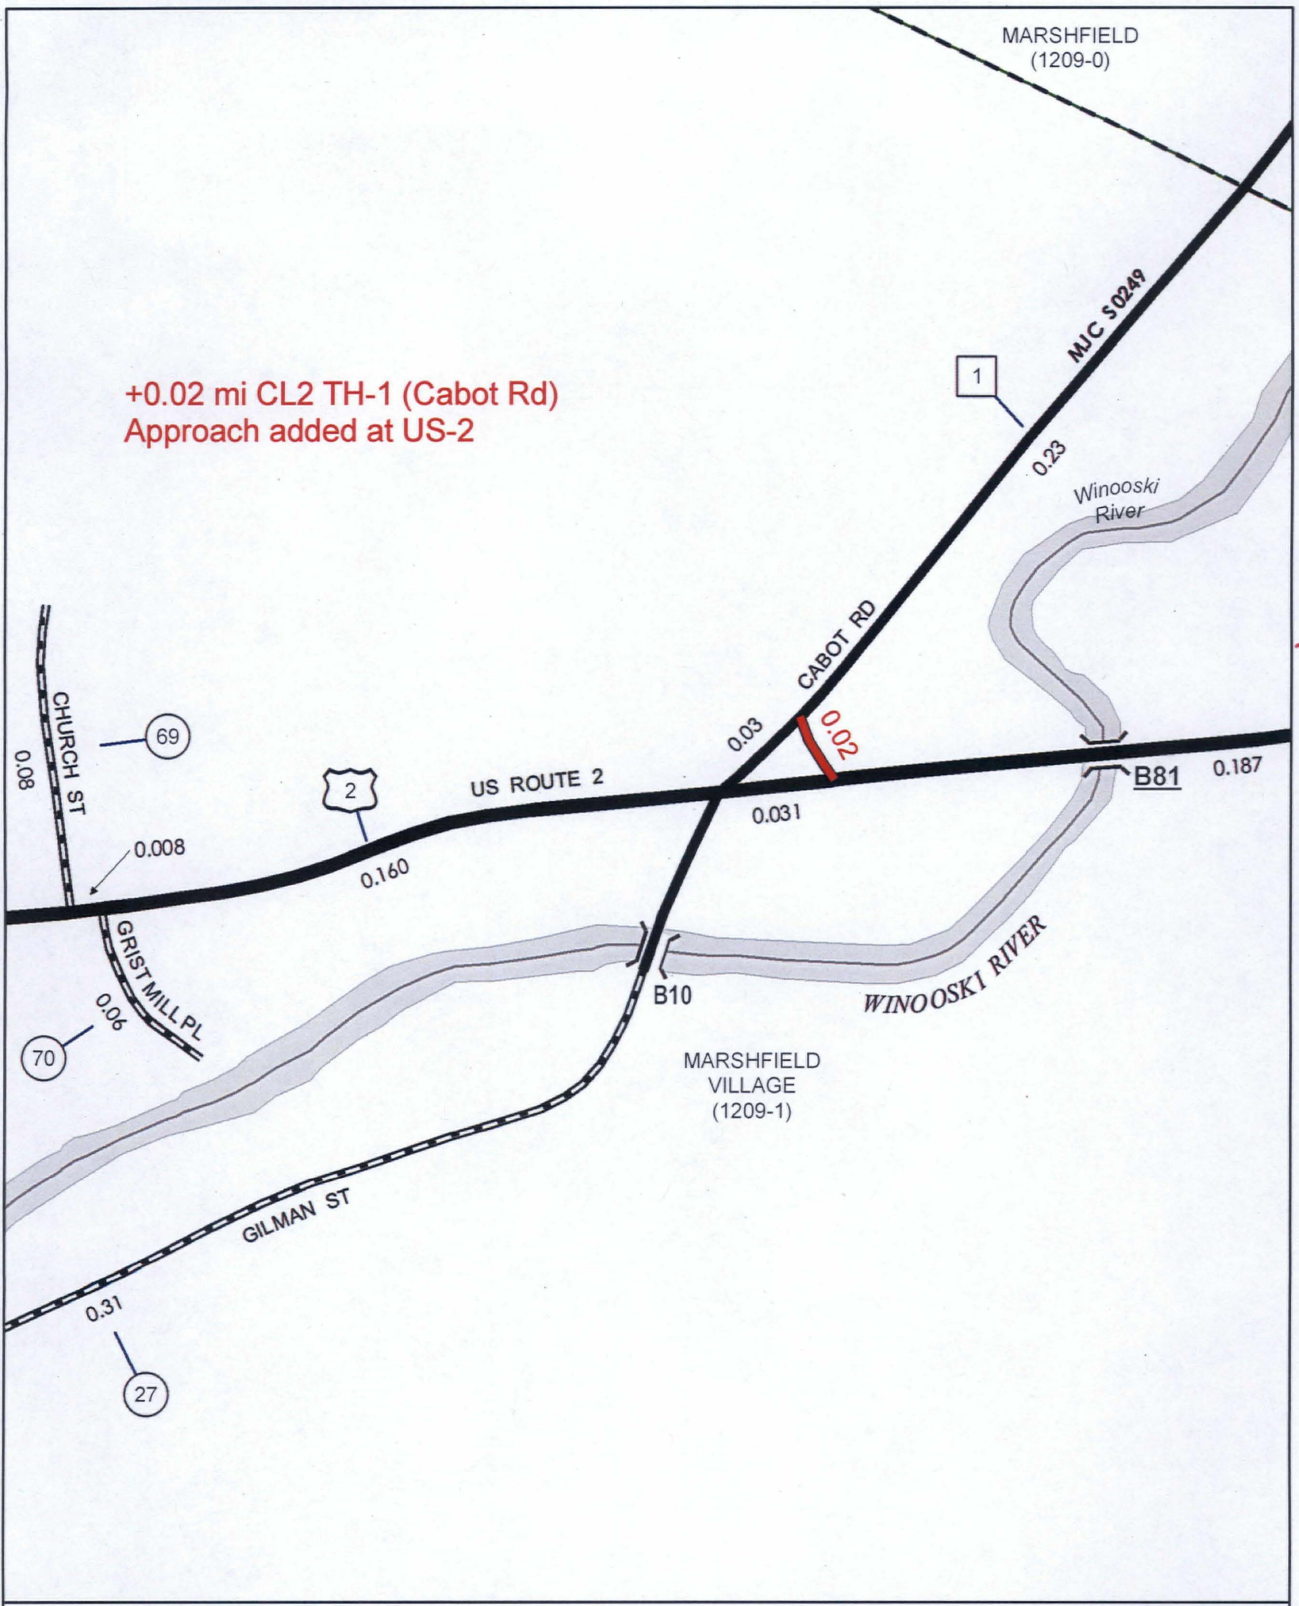 MARSHFIELD
(1209-0)
MJC S0249
1
+0.02 mi CL2 TH-1 (Cabot Rd)
Approach added at US-2
0.23
Winooski
River
CABOT RD
0.03
0.02
CHURCH ST
69
0.08
2
US ROUTE 2
B81
0.187
0.031
0.008
0.160
GRIST MILL PL
0.06
70
WINOOSKI RIVER
B10
MARSHFIELD
VILLAGE
(1209-1)
GILMAN ST
0.31
27